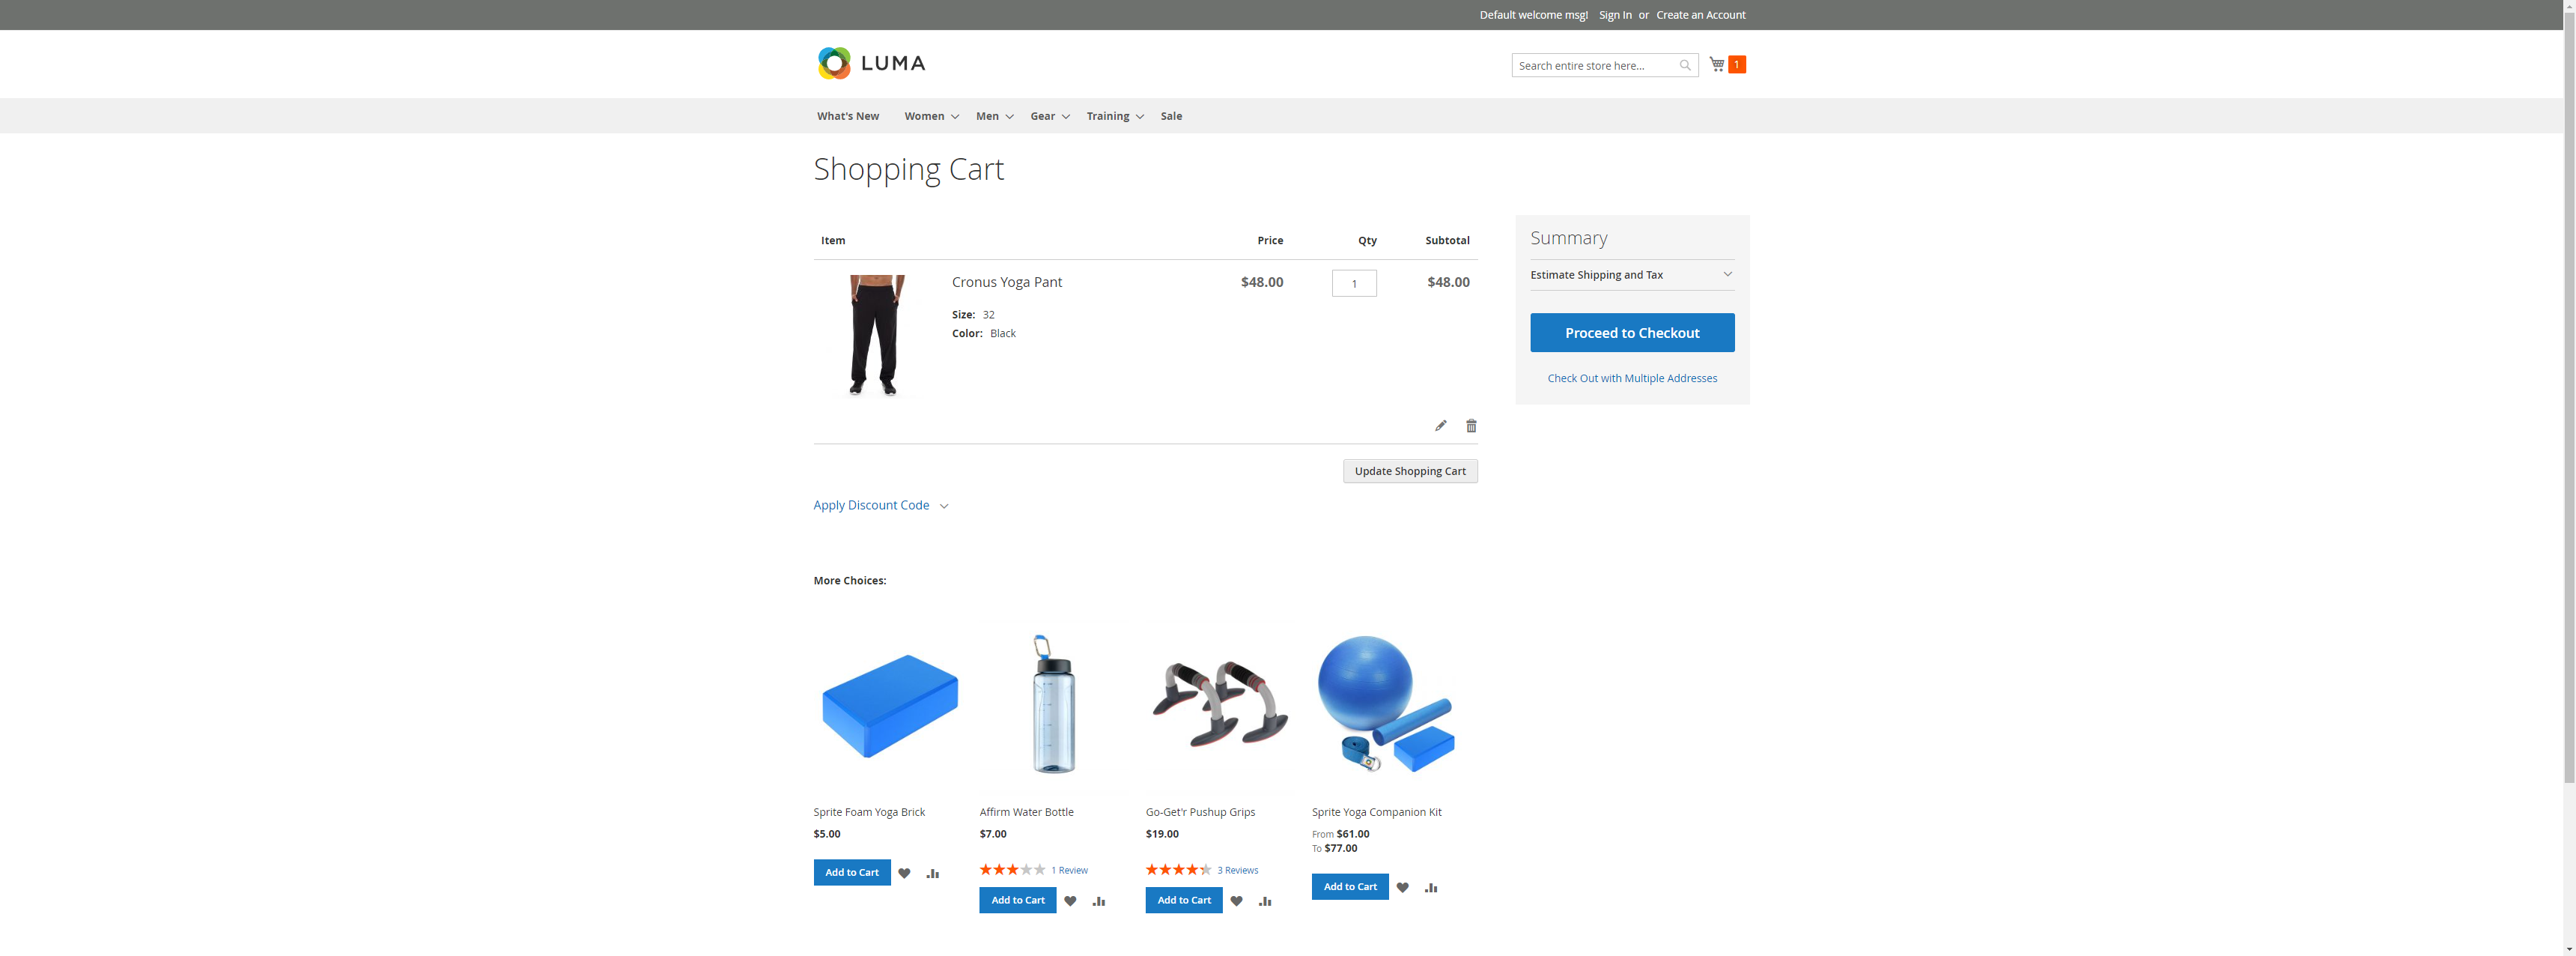 Default welcome msg! Sign In or Create an Account
LUMA
Search entire store here...
1
What's New Women Men Gear Training Sale
Shopping Cart
Item Price Qty Subtotal
Cronus Yoga Pant $48.00 1 $48.00
Size: 32
Color: Black
Update Shopping Cart
Apply Discount Code
Summary
Estimate Shipping and Tax
Proceed to Checkout
Check Out with Multiple Addresses
More Choices:
Sprite Foam Yoga Brick
$5.00
Add to Cart
Affirm Water Bottle
$7.00
1 Review
Add to Cart
Go-Get'r Pushup Grips
$19.00
3 Reviews
Add to Cart
Sprite Yoga Companion Kit
From $61.00
To $77.00
Add to Cart